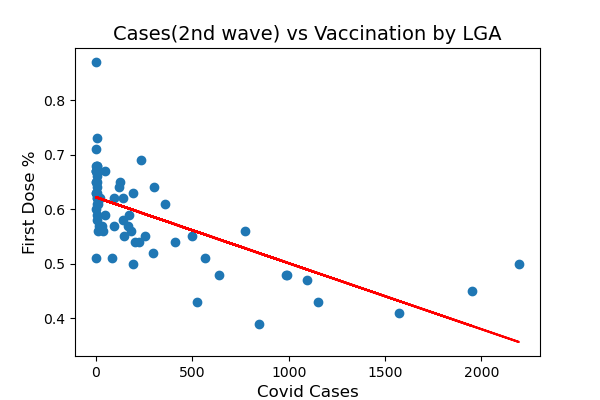 Cases(2nd wave) vs Vaccination by LGA
0.8
0.7
0.6
0.5
0.4
First Dose %
0 500 1000 1500 2000
Covid Cases